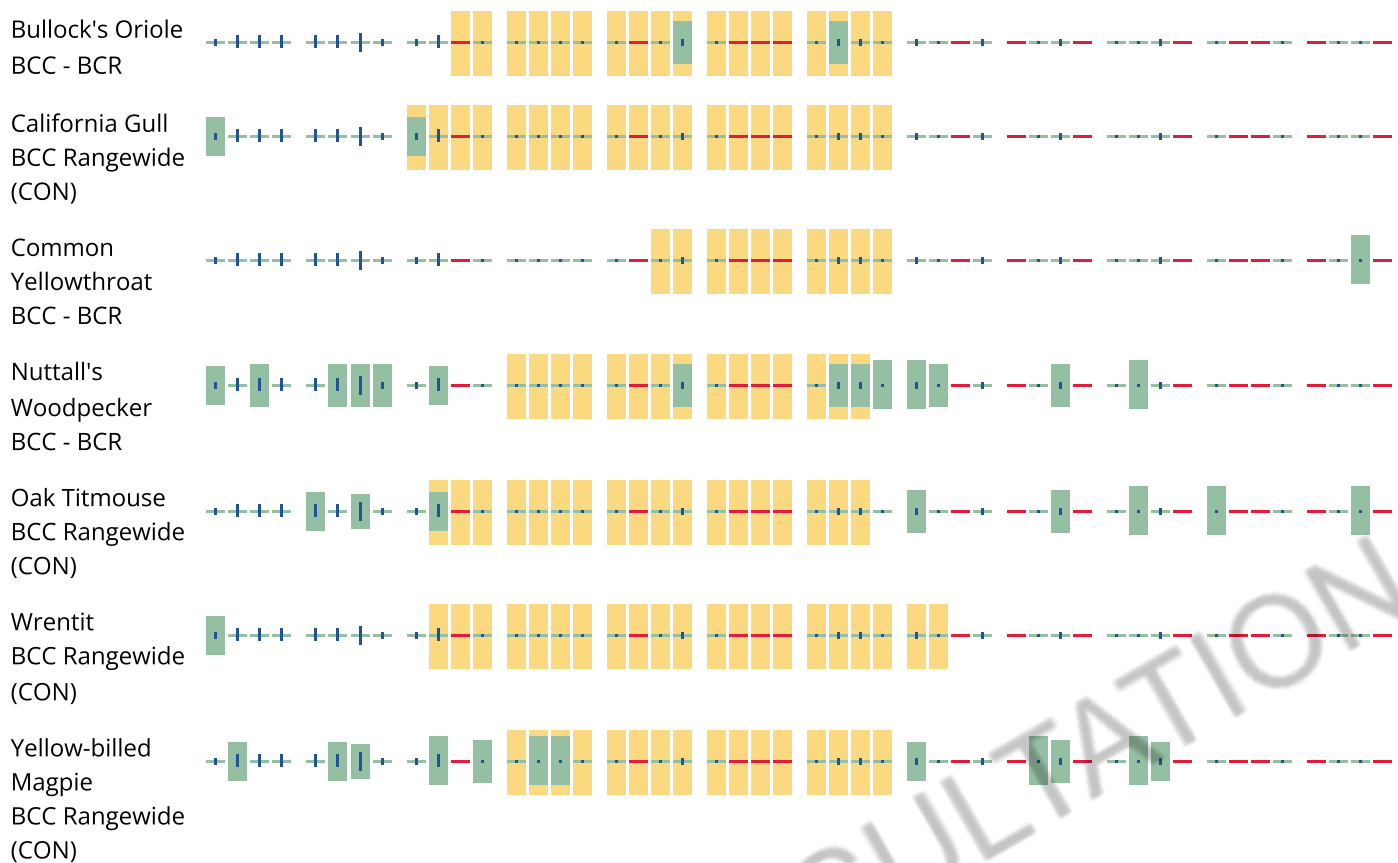 Bullock's Oriole
BCC - BCR
California Gull
BCC Rangewide
(CON)
Common
Yellowthroat
BCC - BCR
Nuttall's
Woodpecker
BCC - BCR
Oak Titmouse
BCC Rangewide
(CON)
Wrentit
BCC Rangewide
(CON)
Yellow-billed
Magpie
BCC Rangewide
(CON)
SULTATION